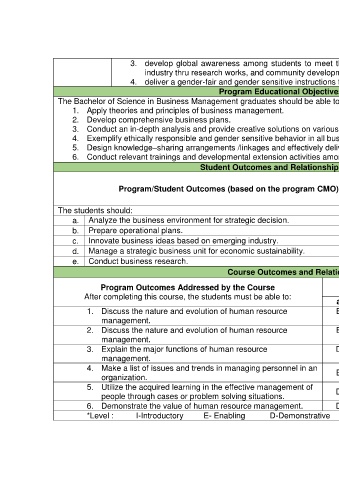 3. develop global awareness among students to meet t
industry thru research works, and community developm
4. deliver a gender-fair and gender sensitive instructions
Program Educational Objective
The Bachelor of Science in Business Management graduates should be able to
1. Apply theories and principles of business management.
2. Develop comprehensive business plans.
3. Conduct an in-depth analysis and provide creative solutions on various
4. Exemplify ethically responsible and gender sensitive behavior in all bus
5. Design knowledge–sharing arrangements /linkages and effectively deliv
6. Conduct relevant trainings and developmental extension activities amo
Student Outcomes and Relationship
Program/Student Outcomes (based on the program CMO)
The students should:
a. Analyze the business environment for strategic decision.
b. Prepare operational plans.
c. Innovate business ideas based on emerging industry.
d. Manage a strategic business unit for economic sustainability.
e. Conduct business research.
Course Outcomes and Relatio
Program Outcomes Addressed by the Course
After completing this course, the students must be able to:
a
1. Discuss the nature and evolution of human resource
management.
E
2. Discuss the nature and evolution of human resource
management.
E
3. Explain the major functions of human resource
management.
D
4. Make a list of issues and trends in managing personnel in an
organization.
E
5. Utilize the acquired learning in the effective management of
people through cases or problem solving situations.
D
6. Demonstrate the value of human resource management.
D
*Level : I-Introductory E- Enabling D-Demonstrative